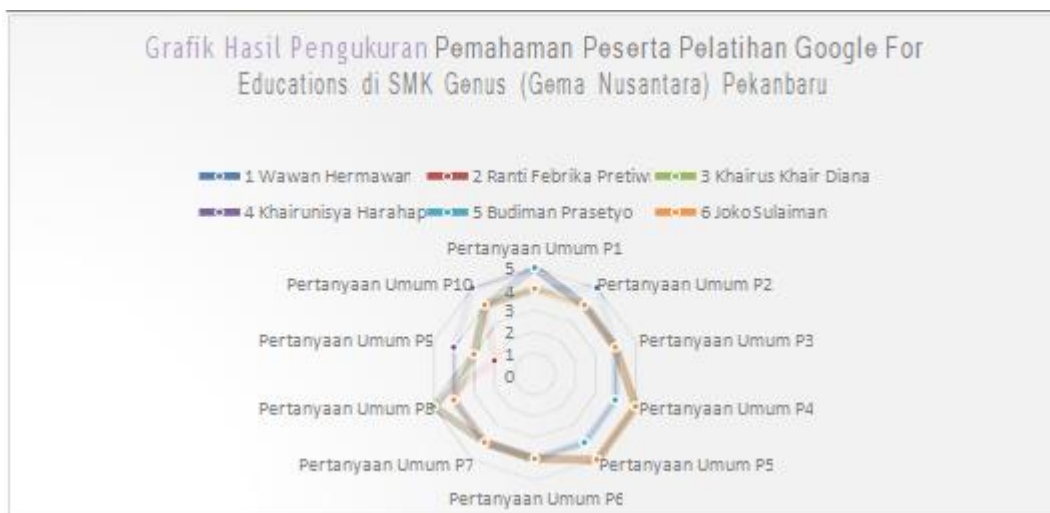 Grafik Hasil Pengukuran Pemahaman Peserta Pelatihan Google For
Educations di SMK Genus (Gema Nusantara) Pekanbaru
1 Wawan Hermawan
2 Ranti Febrika Pretiw
3 Khairus Khair Diana
4 Khairunisya Harahap
5 Budiman Prasetyo
6 Joko Sulaiman
Pertanyaan Umum P1
Pertanyaan Umum P2
Pertanyaan Umum P3
Pertanyaan Umum P4
Pertanyaan Umum P5
Pertanyaan Umum P6
Pertanyaan Umum P7
Pertanyaan Umum P8
Pertanyaan Umum P9
Pertanyaan Umum P10
5
4
3
2
1
0